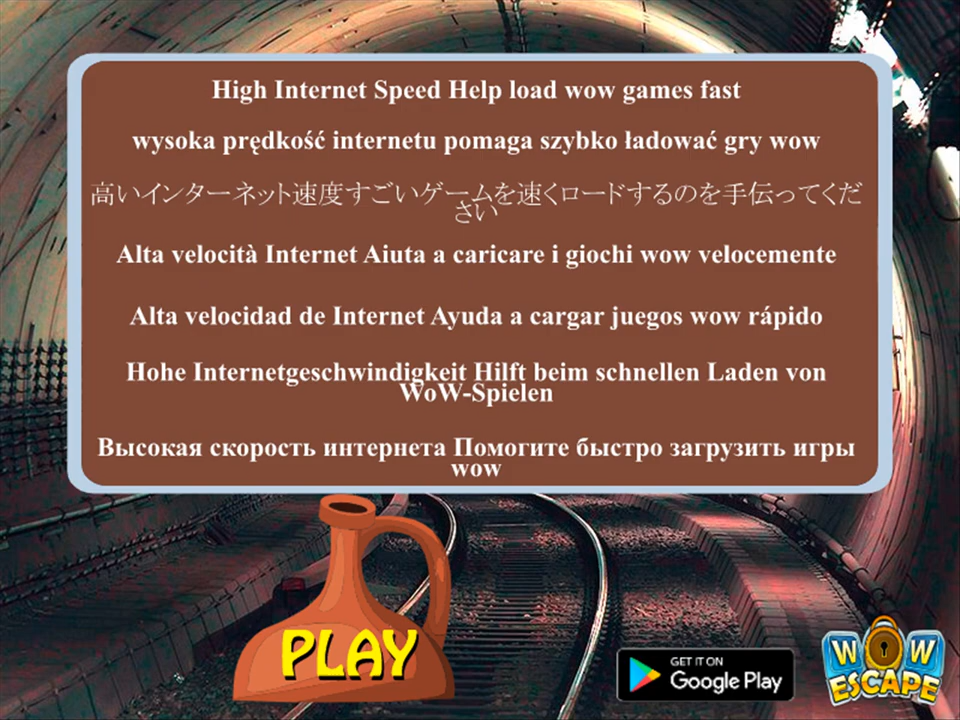 High Internet Speed Help load wow games fast
wysoka prędkość internetu pomaga szybko ładować gry wow
高いインターネット速度すごいゲームを速くロードするのを手伝ってくだ
さい
Alta velocità Internet Aiuta a caricare i giochi wow velocemente
Alta velocidad de Internet Ayuda a cargar juegos wow rápido
Hohe Internetgeschwindigkeit Hilft beim schnellen Laden von
WoW-Spielen
Высокая скорость интернета Помогите быстро загрузить игры
wow
PLAY
GET IT ON
Google Play
WOW
ESCAPE